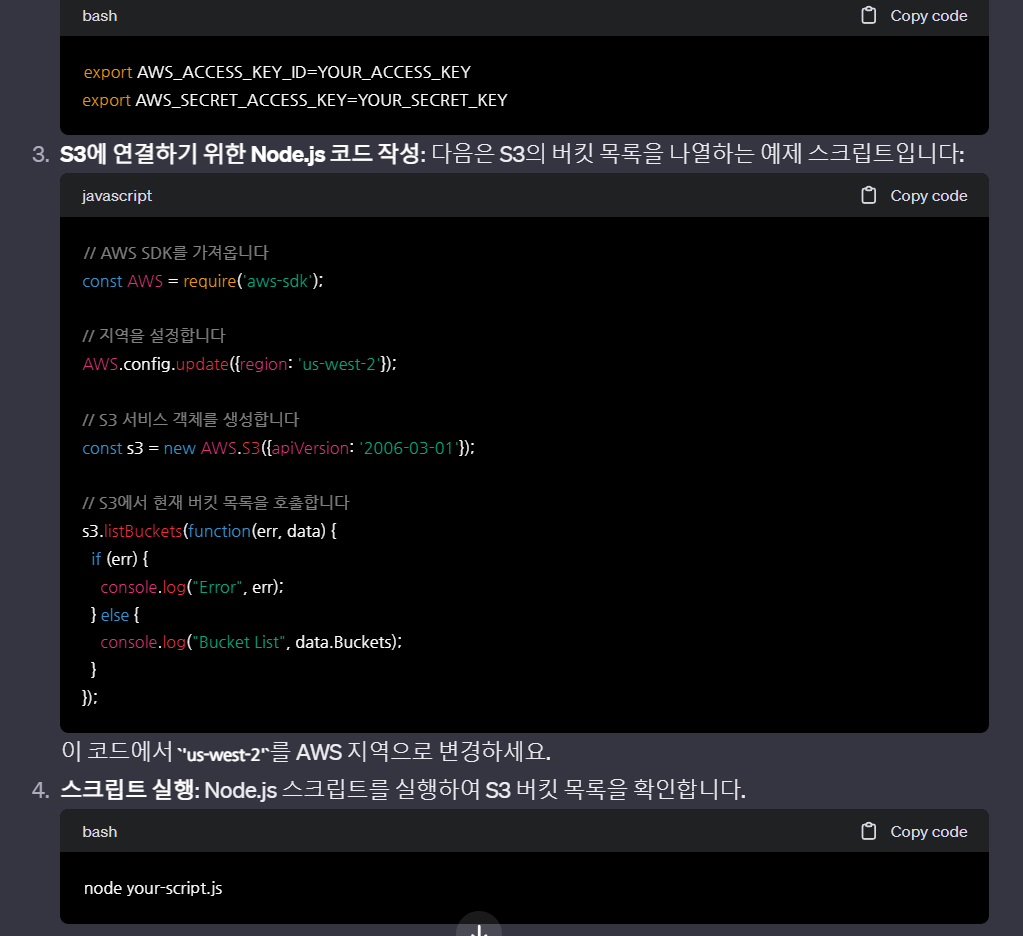 bash
Copy code
export AWS_ACCESS_KEY_ID=YOUR_ACCESS_KEY
export AWS_SECRET_ACCESS_KEY=YOUR_SECRET_KEY
3. S3에 연결하기 위한 Node.js 코드 작성: 다음은 S3의 버킷 목록을 나열하는 예제 스크립트입니다:
javascript
Copy code
// AWS SDK를 가져옵니다
const AWS = require('aws-sdk');
// 지역을 설정합니다
AWS.config.update({region: 'us-west-2'});
// S3 서비스 객체를 생성합니다
const s3 = new AWS.S3({apiVersion: '2006-03-01'});
// S3에서 현재 버킷 목록을 호출합니다
s3.listBuckets(function(err, data) {
if (err) {
console.log("Error", err);
} else {
console.log("Bucket List", data.Buckets);
}
});
이 코드에서 `'us-west-2'`를 AWS 지역으로 변경하세요.
4. 스크립트 실행: Node.js 스크립트를 실행하여 S3 버킷 목록을 확인합니다.
bash
Copy code
node your-script.js